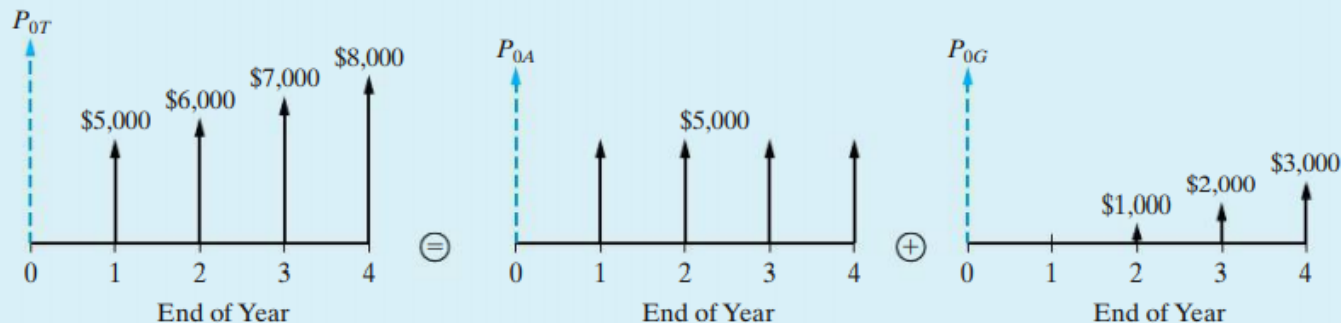 P0T
$5,000
$6,000
$7,000
$8,000
0 1 2 3 4
End of Year
=
P0A
$5,000
0 1 2 3 4
End of Year
+
P0G
$1,000
$2,000
$3,000
0 1 2 3 4
End of Year